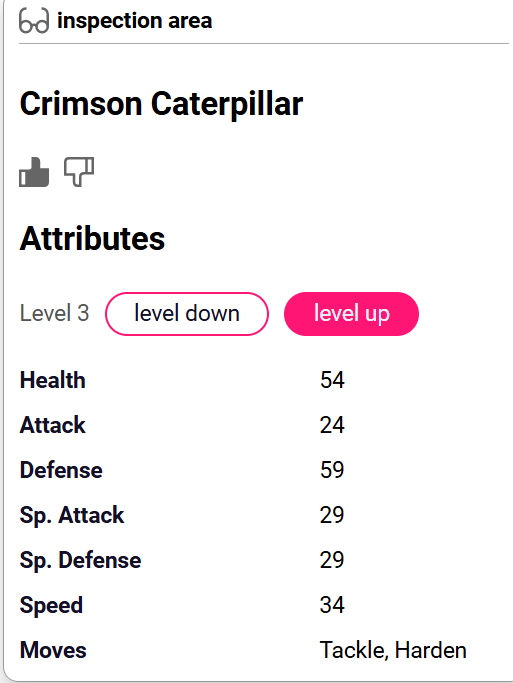 inspection area
Crimson Caterpillar
Attributes
Level 3 level down level up
Health 54
Attack 24
Defense 59
Sp. Attack 29
Sp. Defense 29
Speed 34
Moves Tackle, Harden